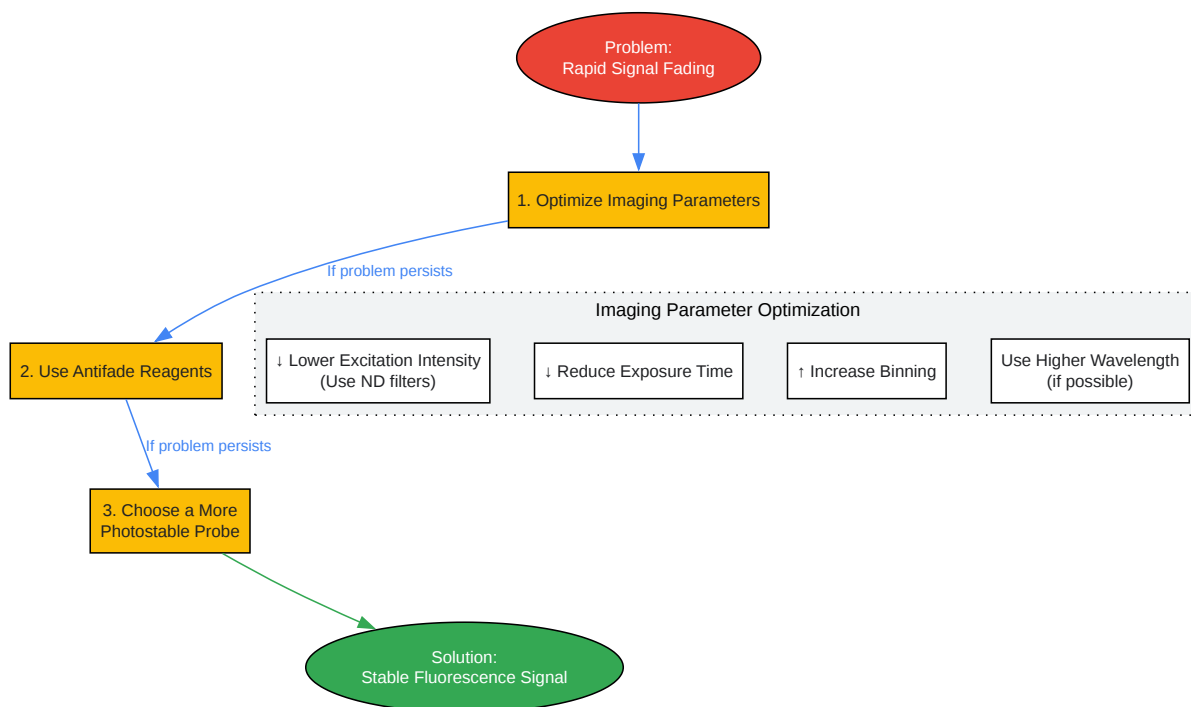 Problem:
Rapid Signal Fading
1. Optimize Imaging Parameters
If problem persists
Imaging Parameter Optimization
↓ Lower Excitation Intensity
(Use ND filters)
↓ Reduce Exposure Time
↑ Increase Binning
Use Higher Wavelength
(if possible)
2. Use Antifade Reagents
If problem persists
3. Choose a More
Photostable Probe
Solution:
Stable Fluorescence Signal